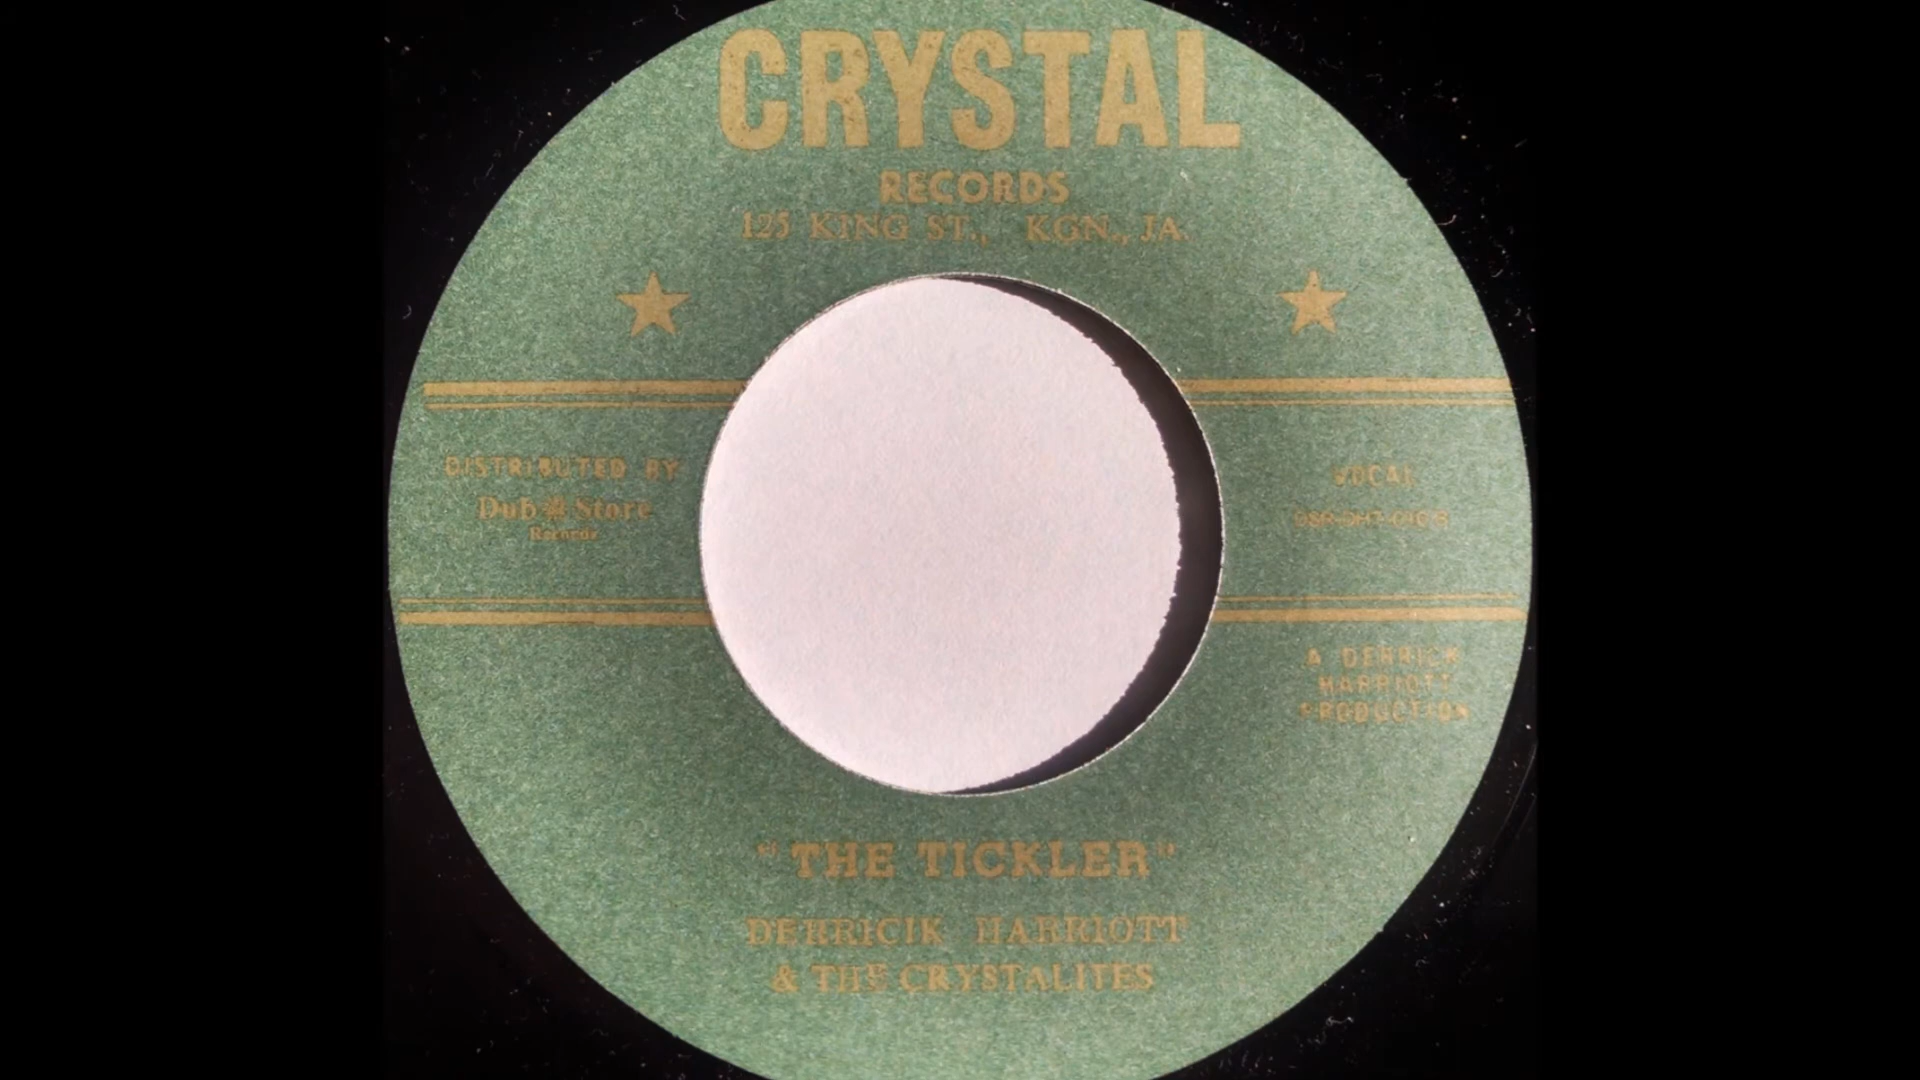 CRYSTAL
RECORDS
125 KING ST., KGN., JA.
DISTRIBUTED BY
Dub Store
Records
VOCAL
A DERRICK
HARRIOTT
PRODUCTION
"THE TICKLER"
DERRICIK HARRIOTT
& THE CRYSTALITES